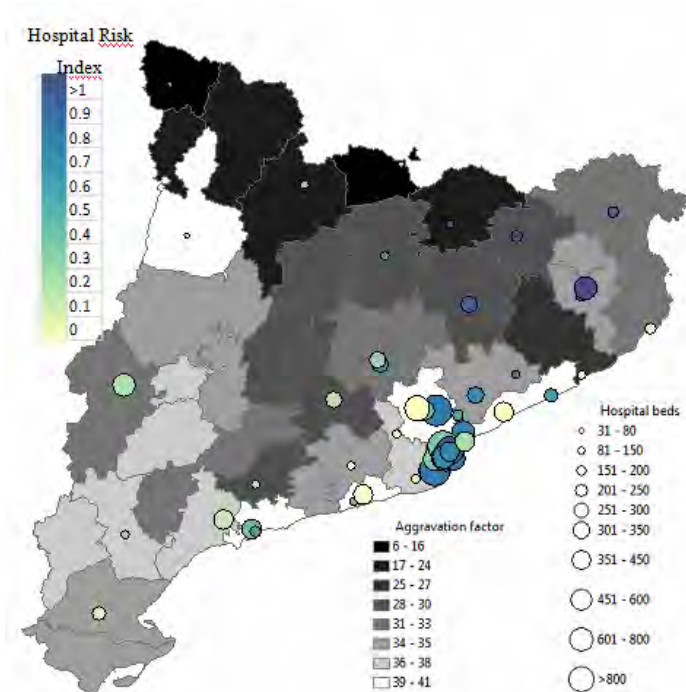 Hospital Risk
Index
>1
0.9
0.8
0.7
0.6
0.5
0.4
0.3
0.2
0.1
0
Hospital beds
31 - 80
81 - 150
151 - 200
201 - 250
251 - 300
301 - 350
351 - 450
451 - 600
601 - 800
>800
Aggravation factor
6 - 16
17 - 24
25 - 27
28 - 30
31 - 33
34 - 35
36 - 38
39 - 41